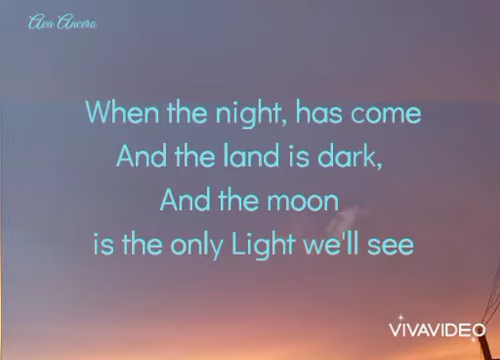 Ava Ancero
When the night, has come
And the land is dark,
And the moon
is the only Light we'll see
VIVAVIDEO